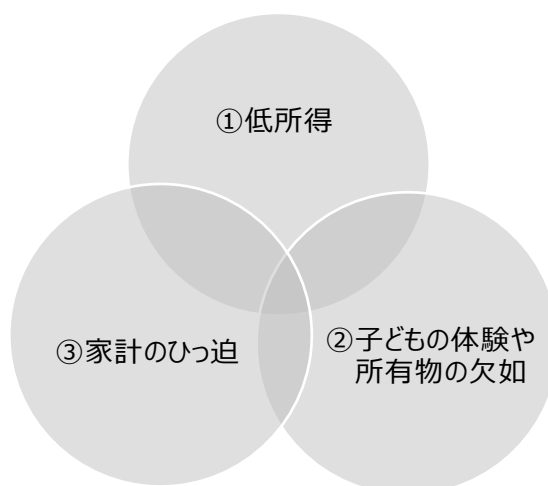 ①低所得
③家計のひっ迫
②子どもの体験や
所有物の欠如